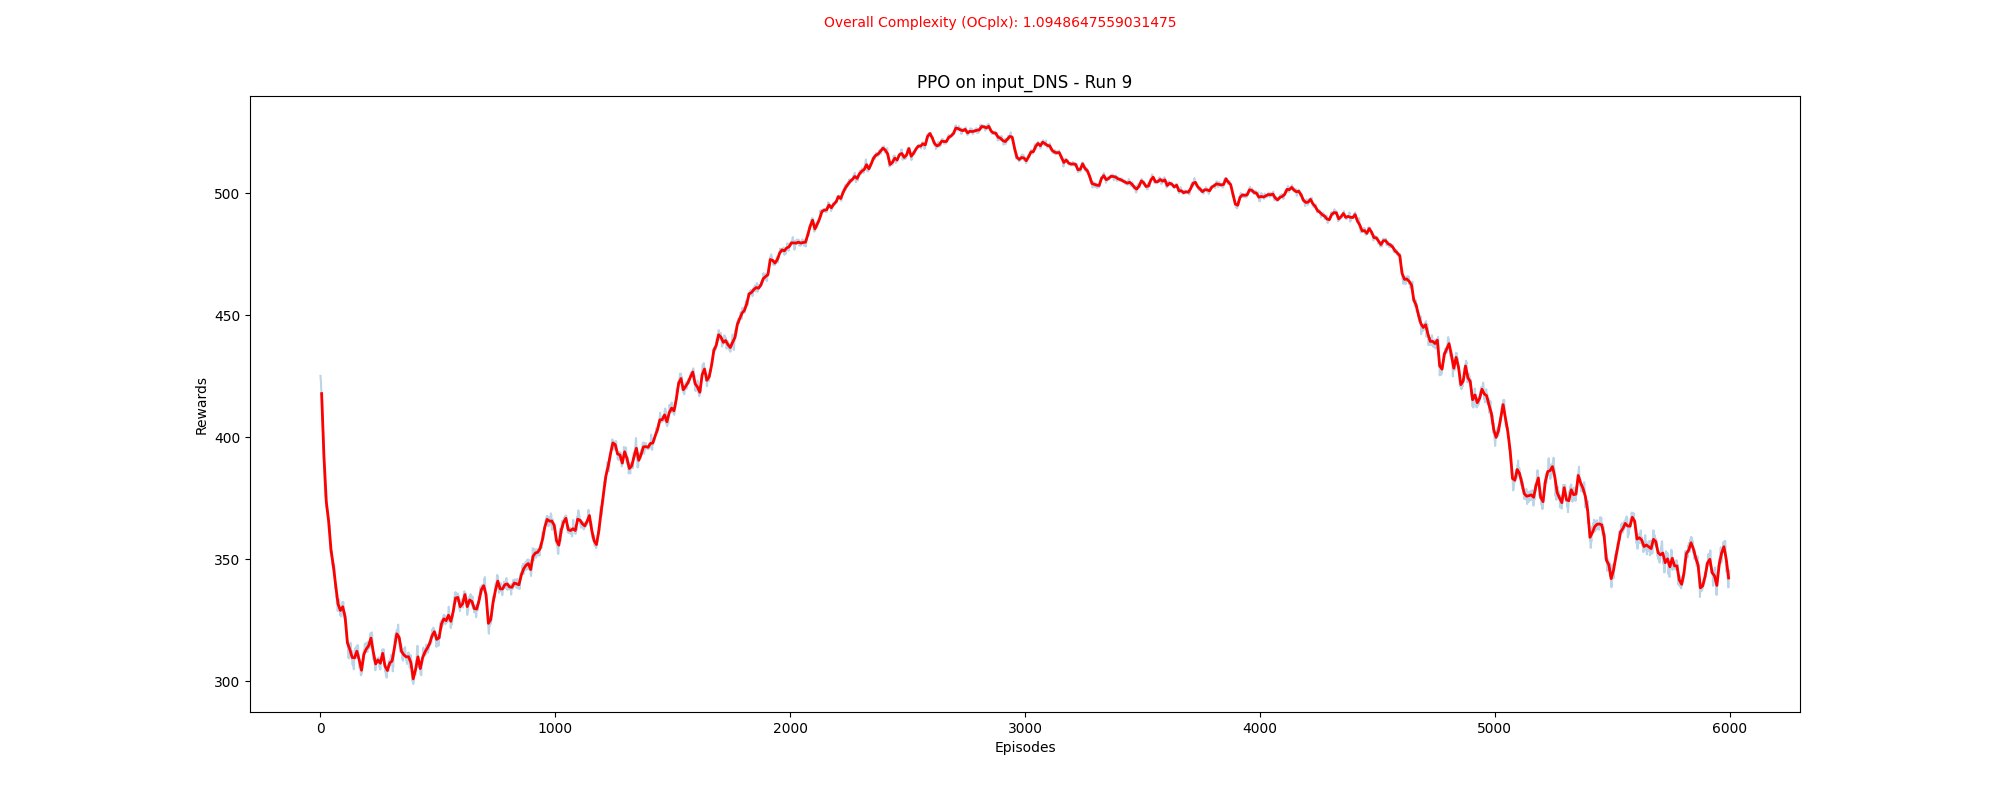 Overall Complexity (OCplx): 1.0948647559031475
PPO on input_DNS - Run 9
Rewards
500
450
400
350
300
0 1000 2000 3000 4000 5000 6000
Episodes